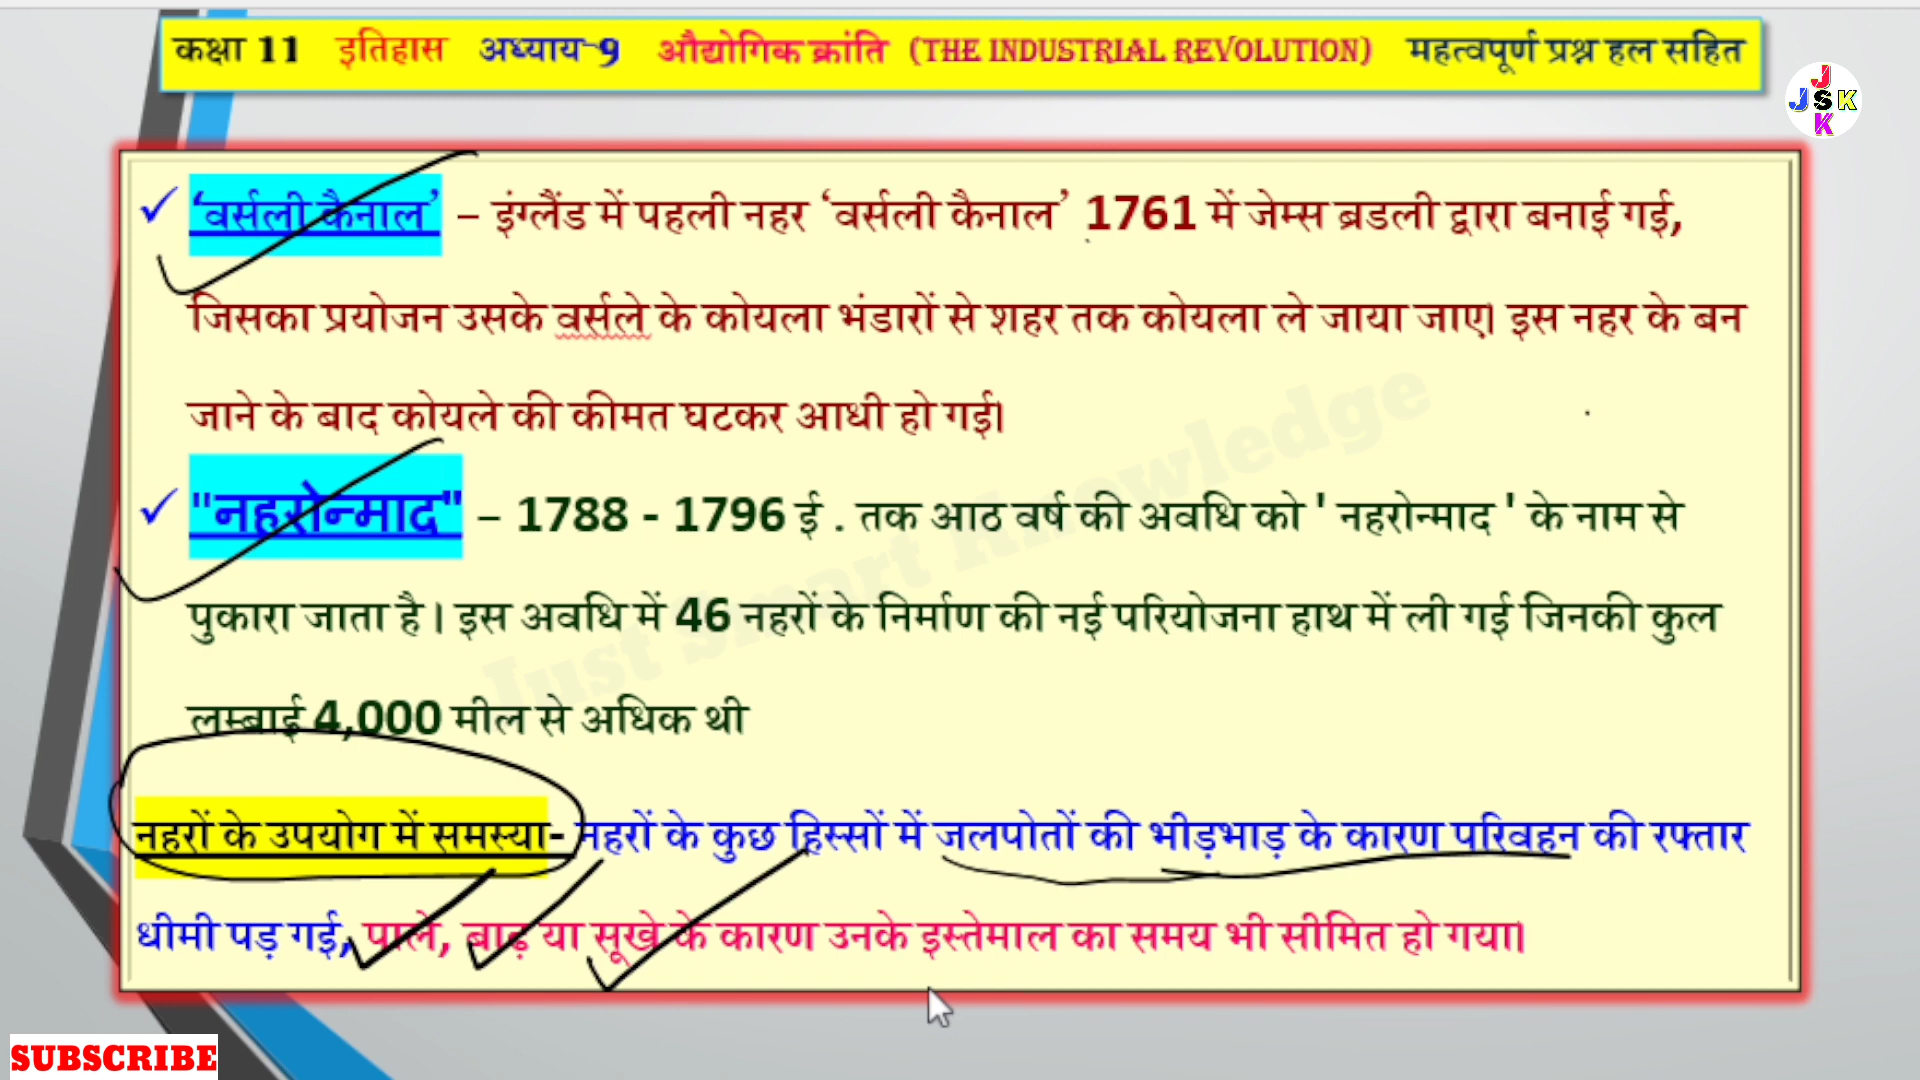 कक्षा 11 इतिहास अध्याय-9 औद्योगिक क्रांति (THE INDUSTRIAL REVOLUTION) महत्वपूर्ण प्रश्न हल सहित
J
JSK
K
✓ ‘वर्सली कैनाल’ – इंग्लैंड में पहली नहर ‘वर्सली कैनाल’ 1761 में जेम्स ब्रडली द्वारा बनाई गई,
जिसका प्रयोजन उसके वर्सले के कोयला भंडारों से शहर तक कोयला ले जाया जाए। इस नहर के बन
जाने के बाद कोयले की कीमत घटकर आधी हो गई।
✓ "नहरोन्माद" – 1788 - 1796 ई . तक आठ वर्ष की अवधि को ' नहरोन्माद ' के नाम से
पुकारा जाता है । इस अवधि में 46 नहरों के निर्माण की नई परियोजना हाथ में ली गई जिनकी कुल
लम्बाई 4,000 मील से अधिक थी
नहरों के उपयोग में समस्या- नहरों के कुछ हिस्सों में जलपोतों की भीड़भाड़ के कारण परिवहन की रफ्तार
धीमी पड़ गई, पाले, बाढ़ या सूखे के कारण उनके इस्तेमाल का समय भी सीमित हो गया।
Just Smart Knowledge
SUBSCRIBE